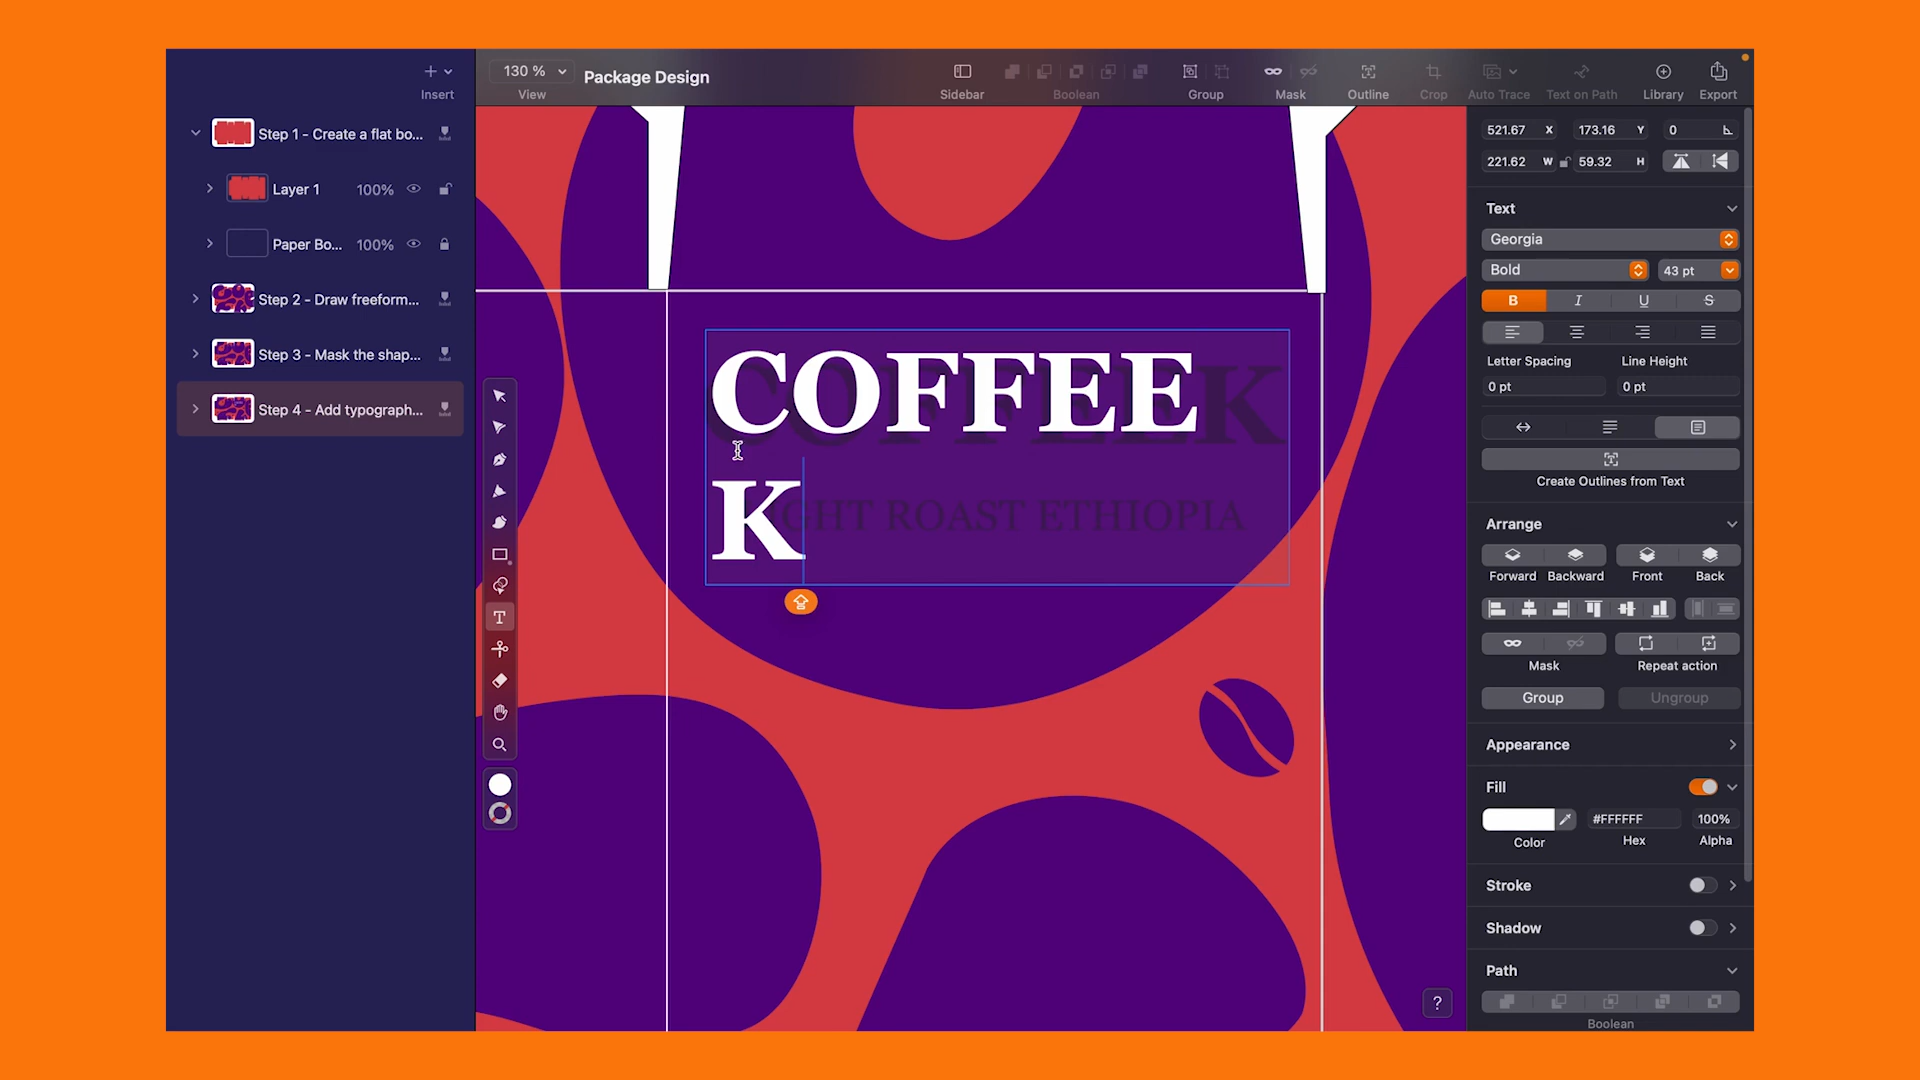 130 %
View
Package Design
Sidebar
Boolean
Group
Mask
Outline
Crop
Auto Trace
Text on Path
Library
Export
Insert
Step 1 - Create a flat bo...
Layer 1 100%
Paper Bo... 100%
Step 2 - Draw freeform...
Step 3 - Mask the shap...
Step 4 - Add typograph...
COFFEE
K
COFFEEK
GHT ROAST ETHIOPIA
?
521.67 X 173.16 Y 0
221.62 W 59.32 H
Text
Georgia
Bold 43 pt
B I U S
Letter Spacing Line Height
0 pt 0 pt
Create Outlines from Text
Arrange
Forward Backward Front Back
Mask Repeat action
Group Ungroup
Appearance
Fill
#FFFFFF 100%
Color Hex Alpha
Stroke
Shadow
Path
Boolean